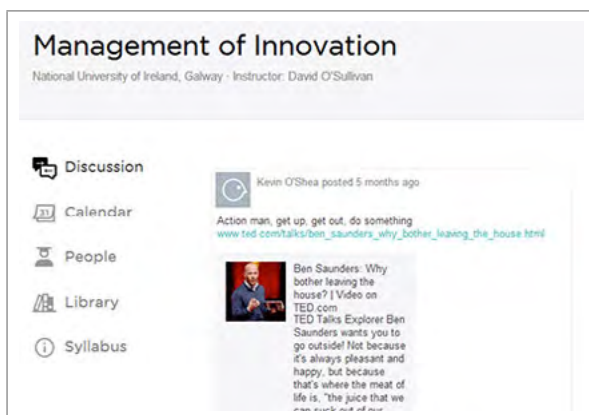 Management of Innovation
National University of Ireland, Galway · Instructor: David O'Sullivan
Discussion
31 Calendar
People
Library
Syllabus
Kevin O'Shea posted 5 months ago
Action man, get up, get out, do something
www.ted.com/talks/ben_saunders_why_bother_leaving_the_house.html
Ben Saunders: Why
bother leaving the
house? | Video on
TED.com
TED Talks Explorer Ben
Saunders wants you to
go outside! Not because
it's always pleasant and
happy, but because
that's where the meat of
life is, "the juice that we
can suck out of our